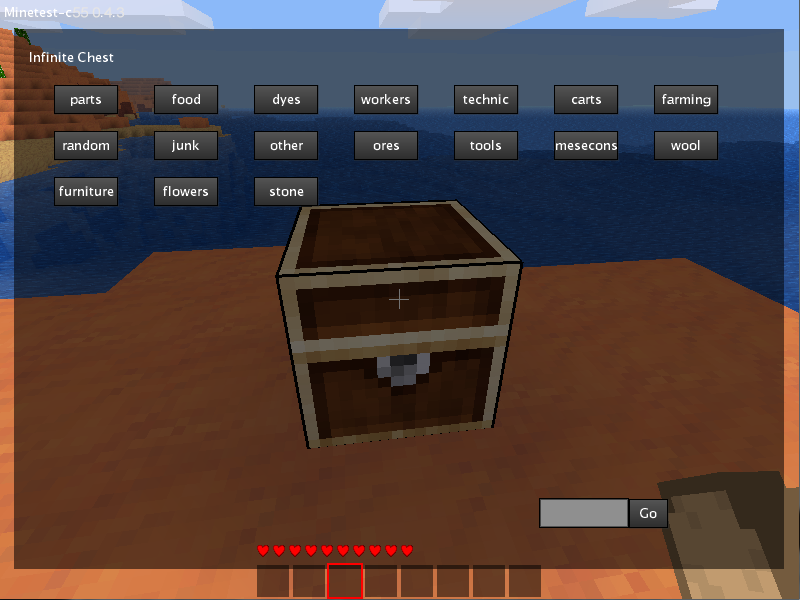 Minetest-c55 0.4.3
Infinite Chest
parts food dyes workers technic carts farming
random junk other ores tools mesecons wool
furniture flowers stone
Go